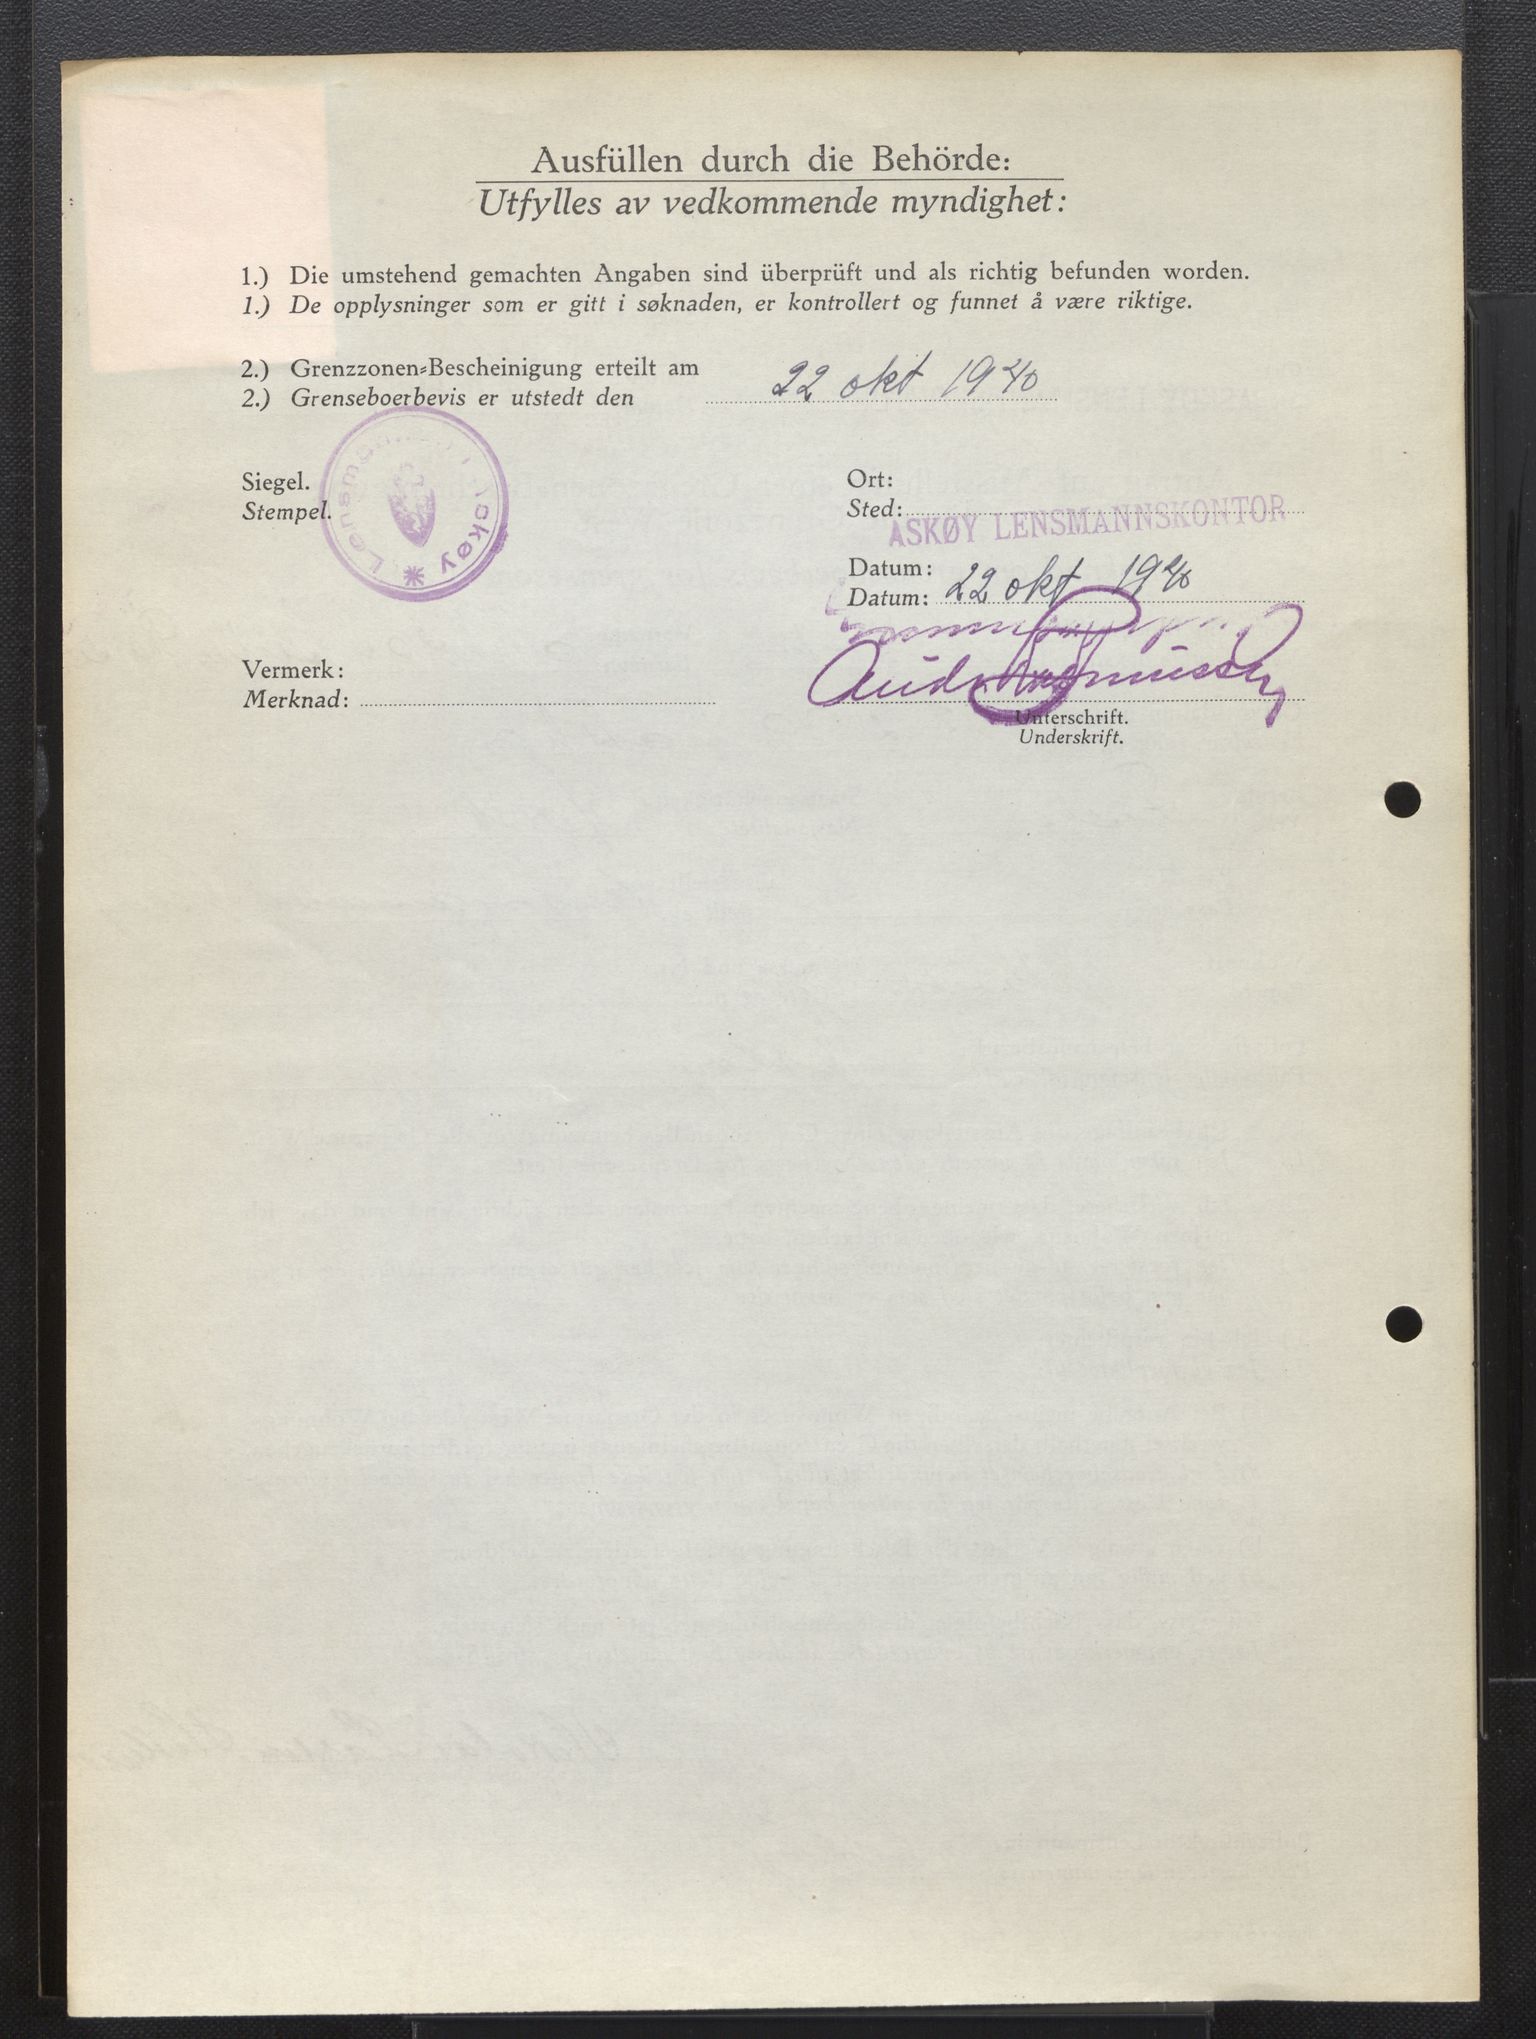 Ausfüllen durch die Behörde:
Utfylles av vedkommende myndighet:
1.) Die umstehend gemachten Angaben sind überprüft und als richtig befunden worden.
1.) De opplysninger som er gitt i søknaden, er kontrollert og funnet å være riktige.
2.) Grenzzonen-Bescheinigung erteilt am
2.) Grenseboerbevis er utstedt den 22 okt 1940
Siegel.
Stempel.
Lensmannen i Askøy
Ort:
Sted:
ASKØY LENSMANNSKONTOR
Datum:
Datum: 22 okt 1940
Rasmussen
Vermerk:
Merknad:
Unterschrift.
Underskrift.